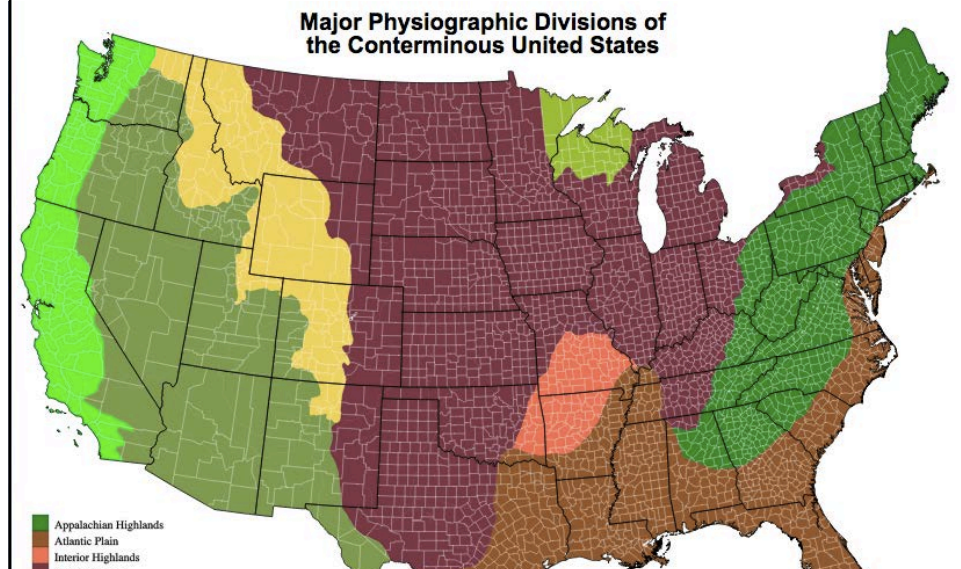 Major Physiographic Divisions of
the Conterminous United States
Appalachian Highlands
Atlantic Plain
Interior Highlands